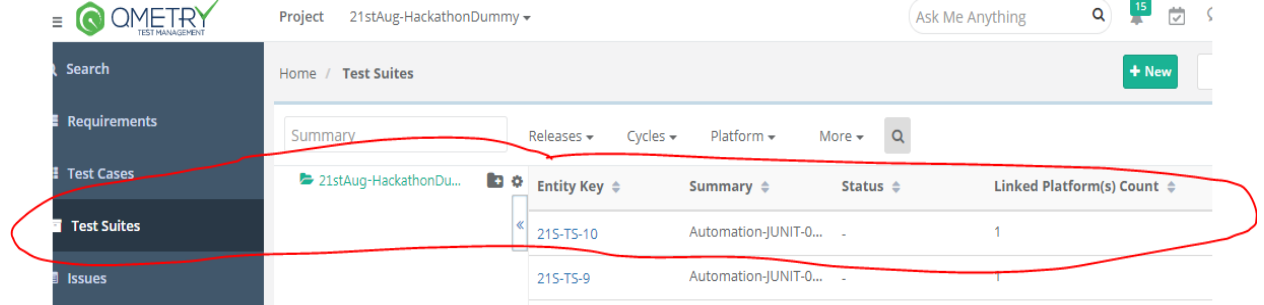 QMETRY
TEST MANAGEMENT
Project 21stAug-HackathonDummy
Ask Me Anything
15
Search
Home / Test Suites
+ New
Requirements
Summary
Releases
Cycles
Platform
More
Test Cases
21stAug-HackathonDu...
Entity Key
Summary
Status
Linked Platform(s) Count
Test Suites
21S-TS-10
Automation-JUNIT-0...
-
1
Issues
21S-TS-9
Automation-JUNIT-0...
-
1